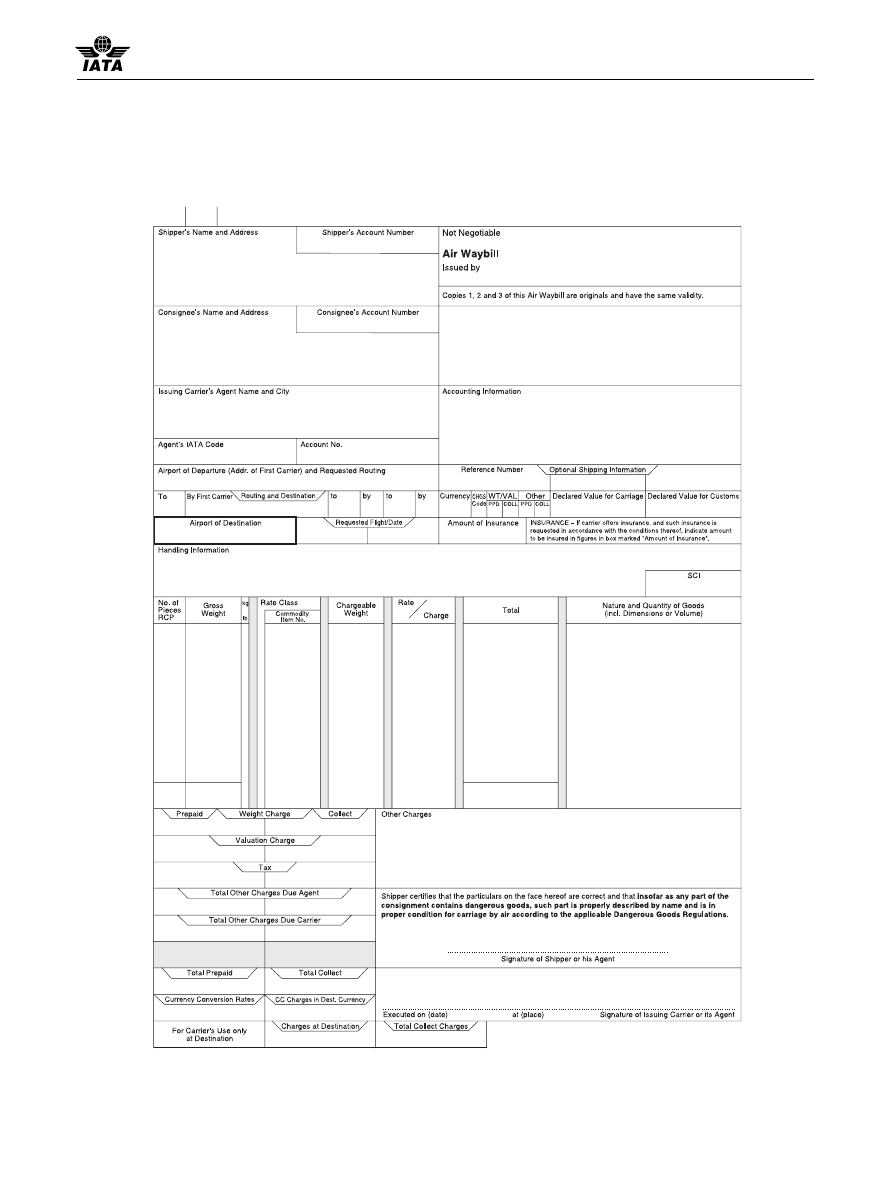 IATA
Shipper's Name and Address
Shipper's Account Number
Not Negotiable
Air Waybill
Issued by
Copies 1, 2 and 3 of this Air Waybill are originals and have the same validity.
Consignee's Name and Address
Consignee's Account Number
Issuing Carrier's Agent Name and City
Accounting Information
Agent's IATA Code
Account No.
Airport of Departure (Addr. of First Carrier) and Requested Routing
Reference Number
Optional Shipping Information
To
By First Carrier
Routing and Destination
to
by
to
by
Currency
CHGS
Code
WT/VAL
PPD
COLL
Other
PPD
COLL
Declared Value for Carriage
Declared Value for Customs
Airport of Destination
Requested Flight/Date
Amount of Insurance
INSURANCE – If carrier offers insurance, and such insurance is
requested in accordance with the conditions thereof, indicate amount
to be insured in figures in box marked "Amount of Insurance".
Handling Information
SCI
No. of
Pieces
RCP
Gross
Weight
kg
lb
Rate Class
Commodity
Item No.
Chargeable
Weight
Rate
Charge
Total
Nature and Quantity of Goods
(incl. Dimensions or Volume)
Prepaid
Weight Charge
Collect
Other Charges
Valuation Charge
Tax
Total Other Charges Due Agent
Shipper certifies that the particulars on the face hereof are correct and that insofar as any part of the
consignment contains dangerous goods, such part is properly described by name and is in
proper condition for carriage by air according to the applicable Dangerous Goods Regulations.
Total Other Charges Due Carrier
Signature of Shipper or his Agent
Total Prepaid
Total Collect
Currency Conversion Rates
CC Charges in Dest. Currency
Executed on (date)
at (place)
Signature of Issuing Carrier or its Agent
For Carrier's Use only
at Destination
Charges at Destination
Total Collect Charges